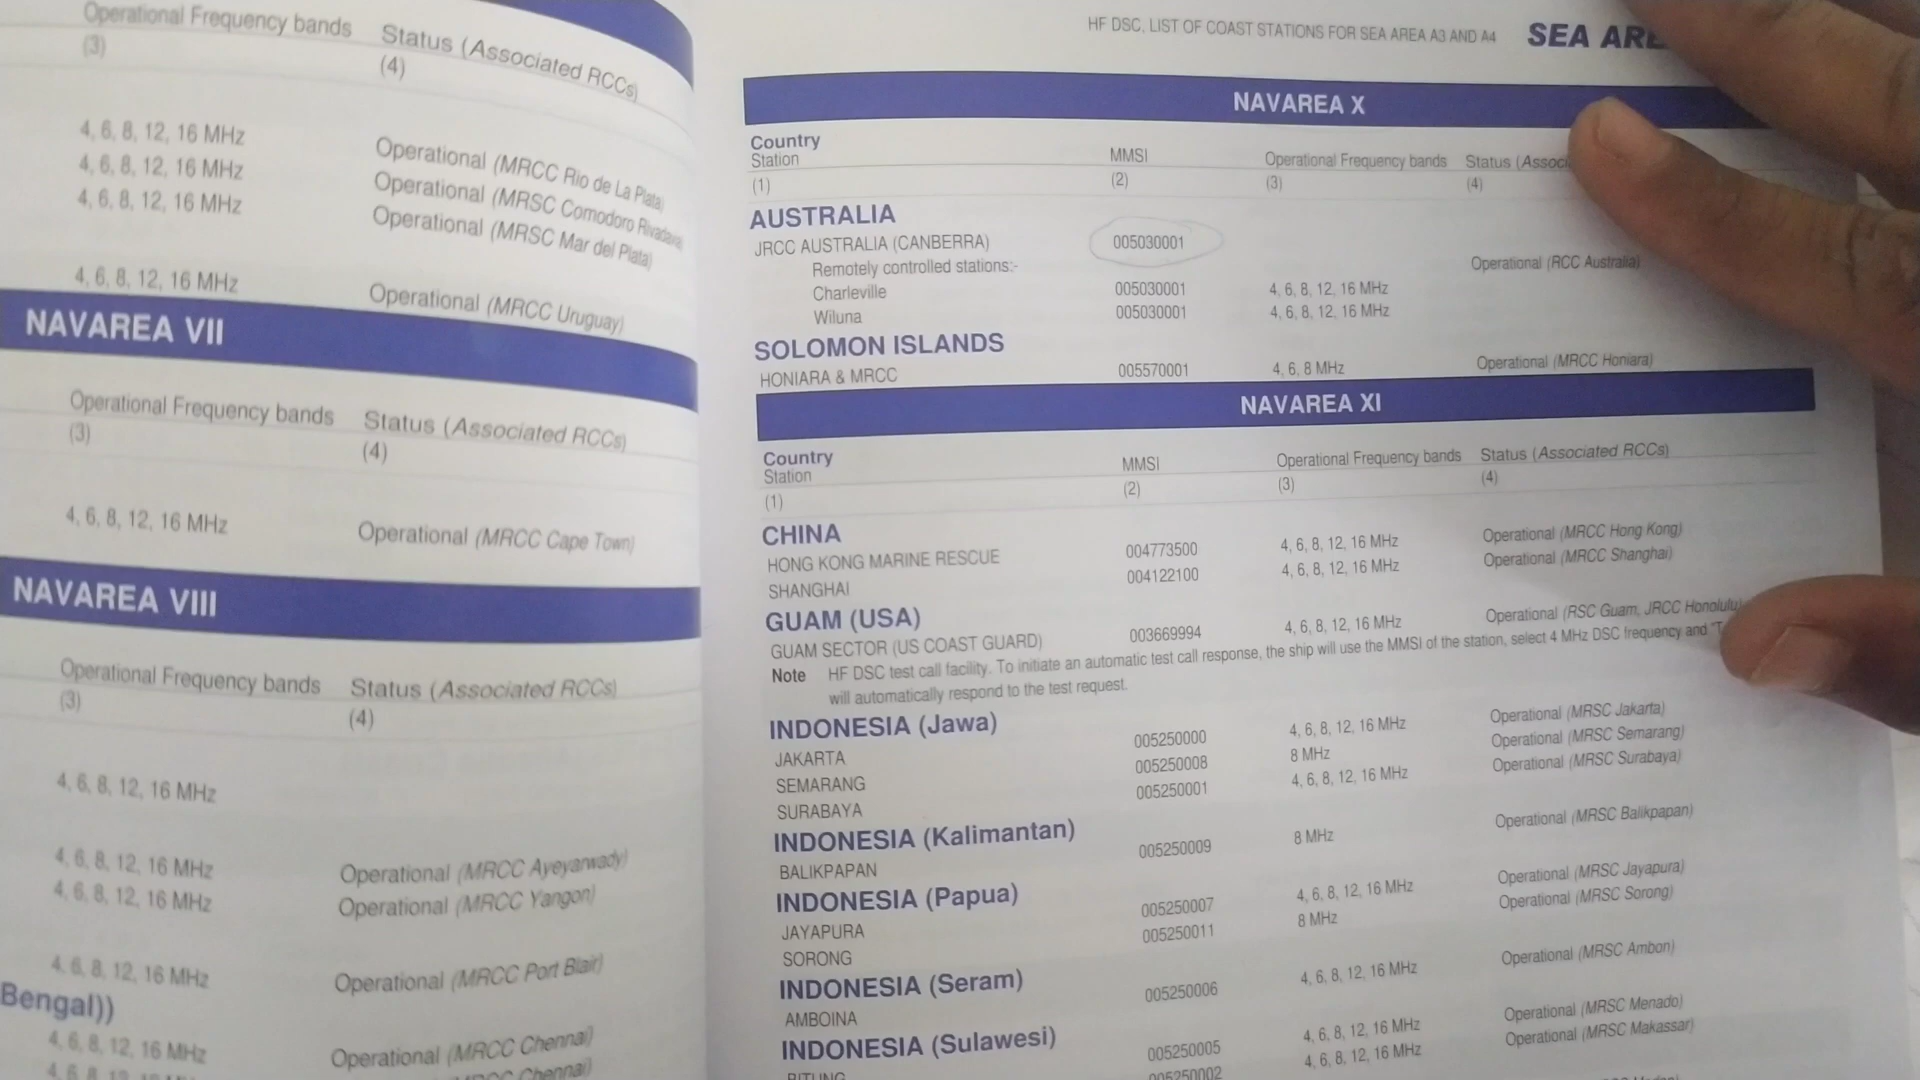 Operational Frequency bands Status (Associated RCCs)
(3) (4)
4, 6, 8, 12, 16 MHz Operational (MRCC Rio de La Plata)
4, 6, 8, 12, 16 MHz Operational (MRSC Comodoro Rivadavia)
4, 6, 8, 12, 16 MHz Operational (MRSC Mar del Plata)
4, 6, 8, 12, 16 MHz Operational (MRCC Uruguay)
NAVAREA VII
Operational Frequency bands Status (Associated RCCs)
(3) (4)
4, 6, 8, 12, 16 MHz Operational (MRCC Cape Town)
NAVAREA VIII
Operational Frequency bands Status (Associated RCCs)
(3) (4)
4, 6, 8, 12, 16 MHz
4, 6, 8, 12, 16 MHz Operational (MRCC Ayeyarwady)
4, 6, 8, 12, 16 MHz Operational (MRCC Yangon)
4, 6, 8, 12, 16 MHz Operational (MRCC Port Blair)
Bengal))
4, 6, 8, 12, 16 MHz Operational (MRCC Chennai)
Chennai)
HF DSC, LIST OF COAST STATIONS FOR SEA AREA A3 AND A4 SEA ARE
NAVAREA X
Country
Station MMSI Operational Frequency bands Status (Associ
(1) (2) (3) (4)
AUSTRALIA
JRCC AUSTRALIA (CANBERRA) 005030001
Remotely controlled stations:- Operational (RCC Australia)
Charleville 005030001 4, 6, 8, 12, 16 MHz
Wiluna 005030001 4, 6, 8, 12, 16 MHz
SOLOMON ISLANDS
HONIARA & MRCC 005570001 4, 6, 8 MHz Operational (MRCC Honiara)
NAVAREA XI
Country
Station MMSI Operational Frequency bands Status (Associated RCCs)
(1) (2) (3) (4)
CHINA
HONG KONG MARINE RESCUE 004773500 4, 6, 8, 12, 16 MHz Operational (MRCC Hong Kong)
SHANGHAI 004122100 4, 6, 8, 12, 16 MHz Operational (MRCC Shanghai)
GUAM (USA)
GUAM SECTOR (US COAST GUARD) 003669994 4, 6, 8, 12, 16 MHz Operational (RSC Guam, JRCC Honolulu)
Note HF DSC test call facility. To initiate an automatic test call response, the ship will use the MMSI of the station, select 4 MHz DSC frequency and "T
will automatically respond to the test request.
INDONESIA (Jawa)
JAKARTA 005250000 4, 6, 8, 12, 16 MHz Operational (MRSC Jakarta)
SEMARANG 005250008 8 MHz Operational (MRSC Semarang)
SURABAYA 005250001 4, 6, 8, 12, 16 MHz Operational (MRSC Surabaya)
INDONESIA (Kalimantan)
BALIKPAPAN 005250009 8 MHz Operational (MRSC Balikpapan)
INDONESIA (Papua)
JAYAPURA 005250007 4, 6, 8, 12, 16 MHz Operational (MRSC Jayapura)
SORONG 005250011 8 MHz Operational (MRSC Sorong)
INDONESIA (Seram)
AMBOINA 005250006 4, 6, 8, 12, 16 MHz Operational (MRSC Ambon)
INDONESIA (Sulawesi)
BITUNG 005250005 4, 6, 8, 12, 16 MHz Operational (MRSC Menado)
005250002 4, 6, 8, 12, 16 MHz Operational (MRSC Makassar)